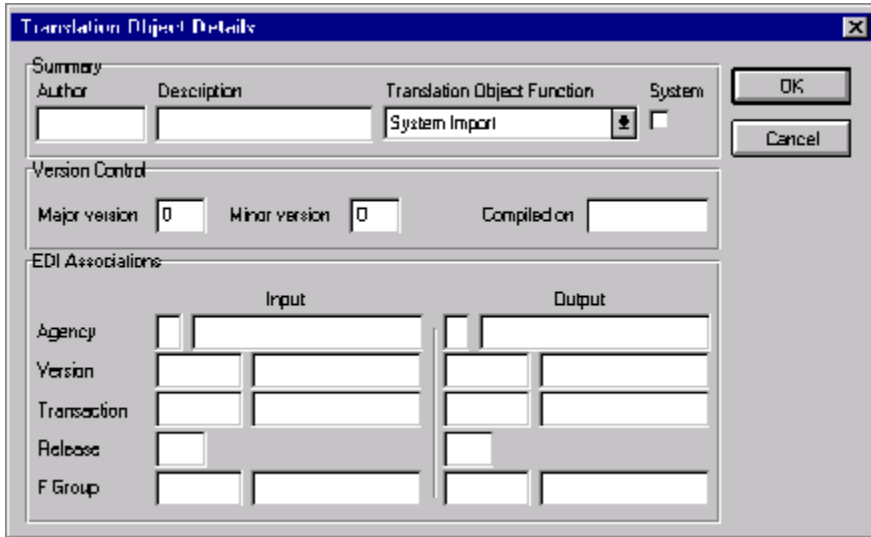 Translation Object Details
Summary
Author Description Translation Object Function System
System Import
OK
Cancel
Version Control
Major version 0 Minor version 0 Compiled on
EDI Associations
Input Output
Agency
Version
Transaction
Release
F Group